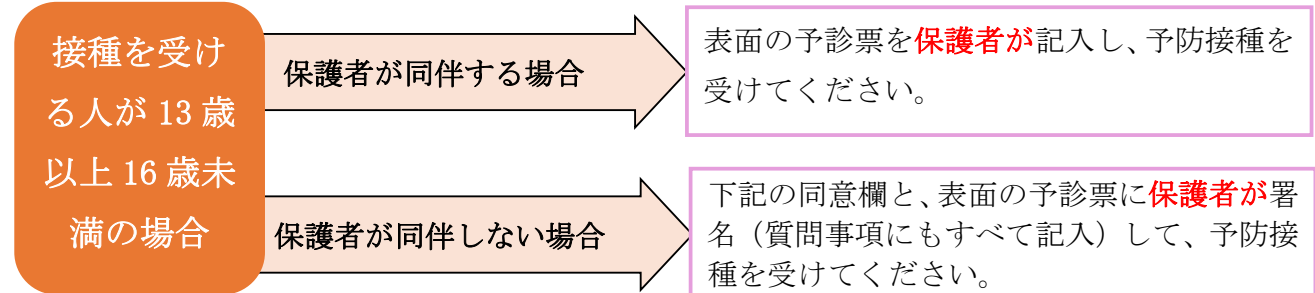 接種を受け
る人が 13 歳
以上 16 歳未
満の場合
保護者が同伴する場合
表面の予診票を保護者が記入し、予防接種を
受けてください。
保護者が同伴しない場合
下記の同意欄と、表面の予診票に保護者が署
名（質問事項にもすべて記入）して、予防接
種を受けてください。